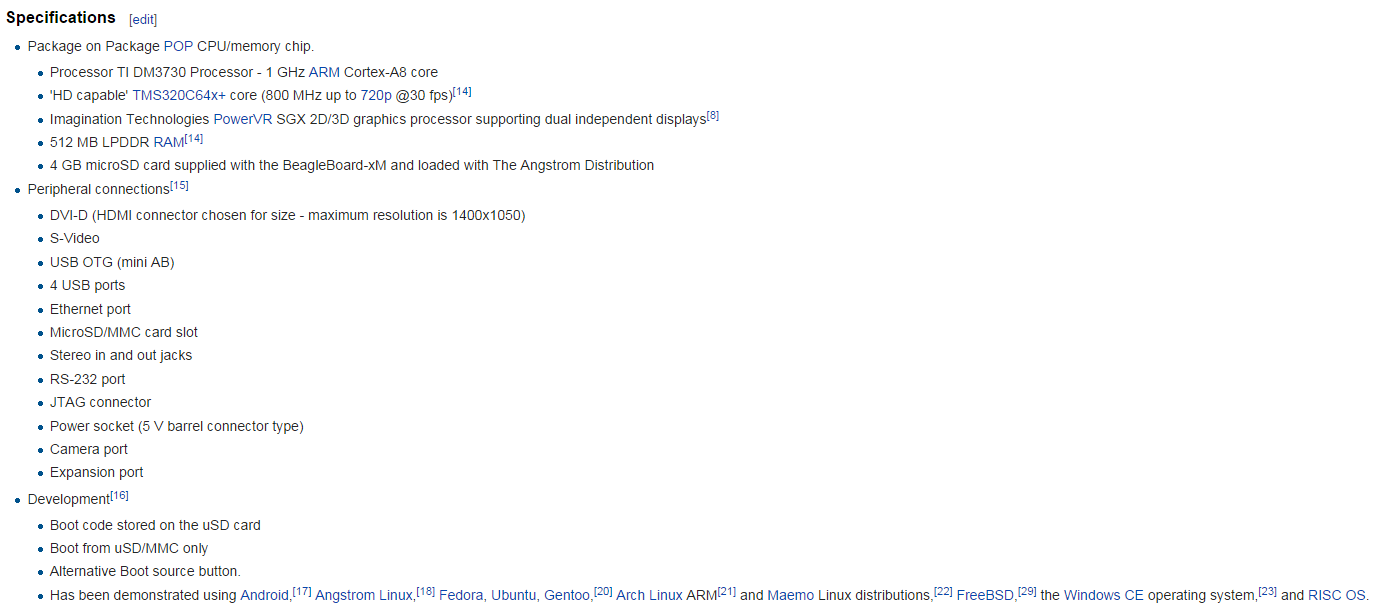 Specifications [edit]
Package on Package POP CPU/memory chip.
Processor TI DM3730 Processor - 1 GHz ARM Cortex-A8 core
'HD capable' TMS320C64x+ core (800 MHz up to 720p @30 fps)[14]
Imagination Technologies PowerVR SGX 2D/3D graphics processor supporting dual independent displays[8]
512 MB LPDDR RAM[14]
4 GB microSD card supplied with the BeagleBoard-xM and loaded with The Angstrom Distribution
Peripheral connections[15]
DVI-D (HDMI connector chosen for size - maximum resolution is 1400x1050)
S-Video
USB OTG (mini AB)
4 USB ports
Ethernet port
MicroSD/MMC card slot
Stereo in and out jacks
RS-232 port
JTAG connector
Power socket (5 V barrel connector type)
Camera port
Expansion port
Development[16]
Boot code stored on the uSD card
Boot from uSD/MMC only
Alternative Boot source button.
Has been demonstrated using Android,[17] Angstrom Linux,[18] Fedora, Ubuntu, Gentoo,[20] Arch Linux ARM[21] and Maemo Linux distributions,[22] FreeBSD,[29] the Windows CE operating system,[23] and RISC OS.